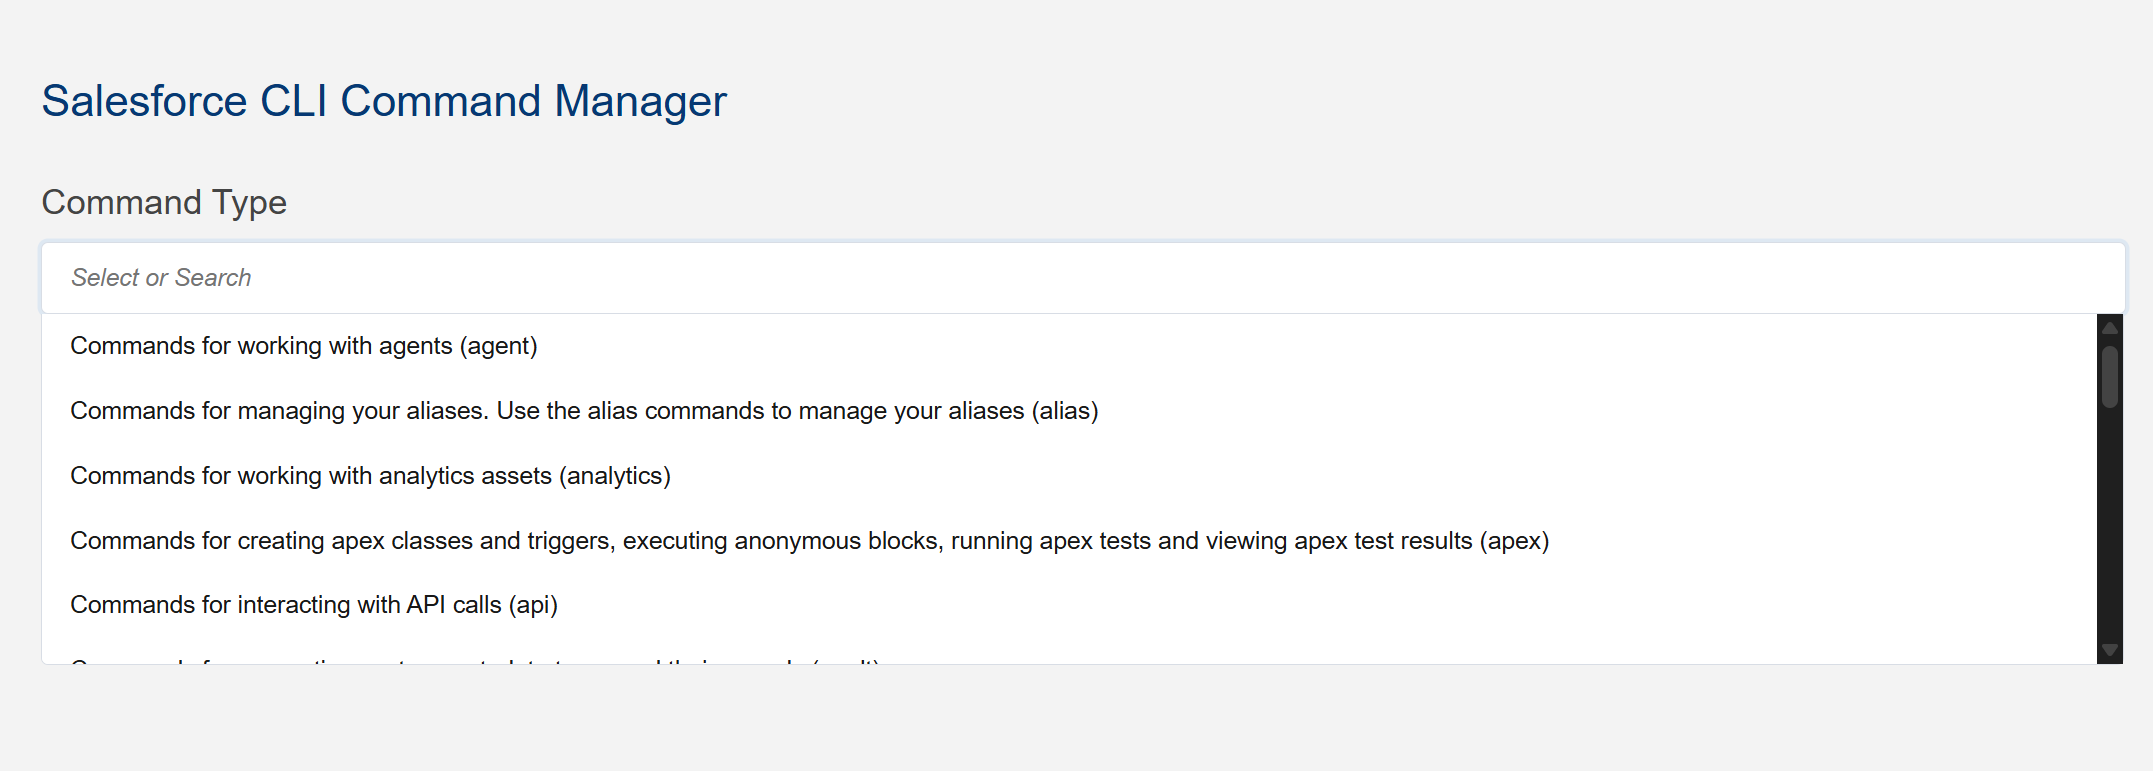 Salesforce CLI Command Manager
Command Type
Select or Search
Commands for working with agents (agent)
Commands for managing your aliases. Use the alias commands to manage your aliases (alias)
Commands for working with analytics assets (analytics)
Commands for creating apex classes and triggers, executing anonymous blocks, running apex tests and viewing apex test results (apex)
Commands for interacting with API calls (api)